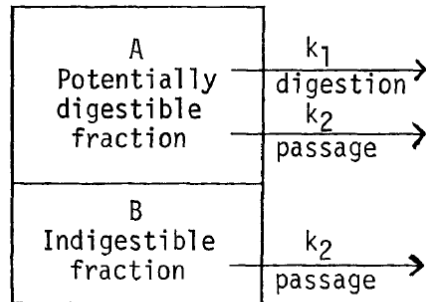 A
Potentially
digestible
fraction
k1
digestion
k2
passage
B
Indigestible
fraction
k2
passage